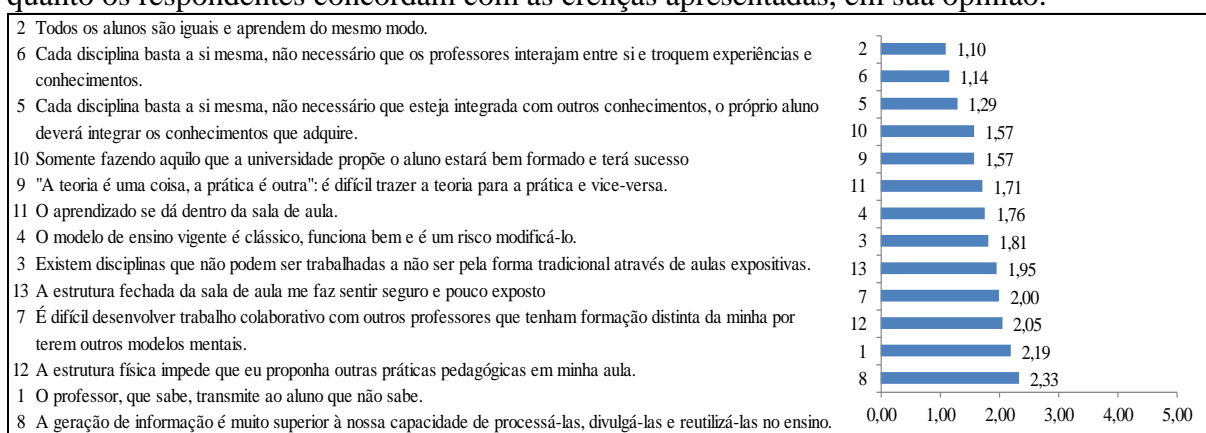 quanto os respondentes concordam com as crenças apresentadas, em sua opinião.
2 Todos os alunos são iguais e aprendem do mesmo modo.
6 Cada disciplina basta a si mesma, não necessário que os professores interajam entre si e troquem experiências e
conhecimentos.
5 Cada disciplina basta a si mesma, não necessário que esteja integrada com outros conhecimentos, o próprio aluno
deverá integrar os conhecimentos que adquire.
10 Somente fazendo aquilo que a universidade propõe o aluno estará bem formado e terá sucesso
9 "A teoria é uma coisa, a prática é outra": é difícil trazer a teoria para a prática e vice-versa.
11 O aprendizado se dá dentro da sala de aula.
4 O modelo de ensino vigente é clássico, funciona bem e é um risco modificá-lo.
3 Existem disciplinas que não podem ser trabalhadas a não ser pela forma tradicional através de aulas expositivas.
13 A estrutura fechada da sala de aula me faz sentir seguro e pouco exposto
7 É difícil desenvolver trabalho colaborativo com outros professores que tenham formação distinta da minha por
terem outros modelos mentais.
12 A estrutura física impede que eu proponha outras práticas pedagógicas em minha aula.
1 O professor, que sabe, transmite ao aluno que não sabe.
8 A geração de informação é muito superior à nossa capacidade de processá-las, divulgá-las e reutilizá-las no ensino.
2 1,10
6 1,14
5 1,29
10 1,57
9 1,57
11 1,71
4 1,76
3 1,81
13 1,95
7 2,00
12 2,05
1 2,19
8 2,33
0,00 1,00 2,00 3,00 4,00 5,00